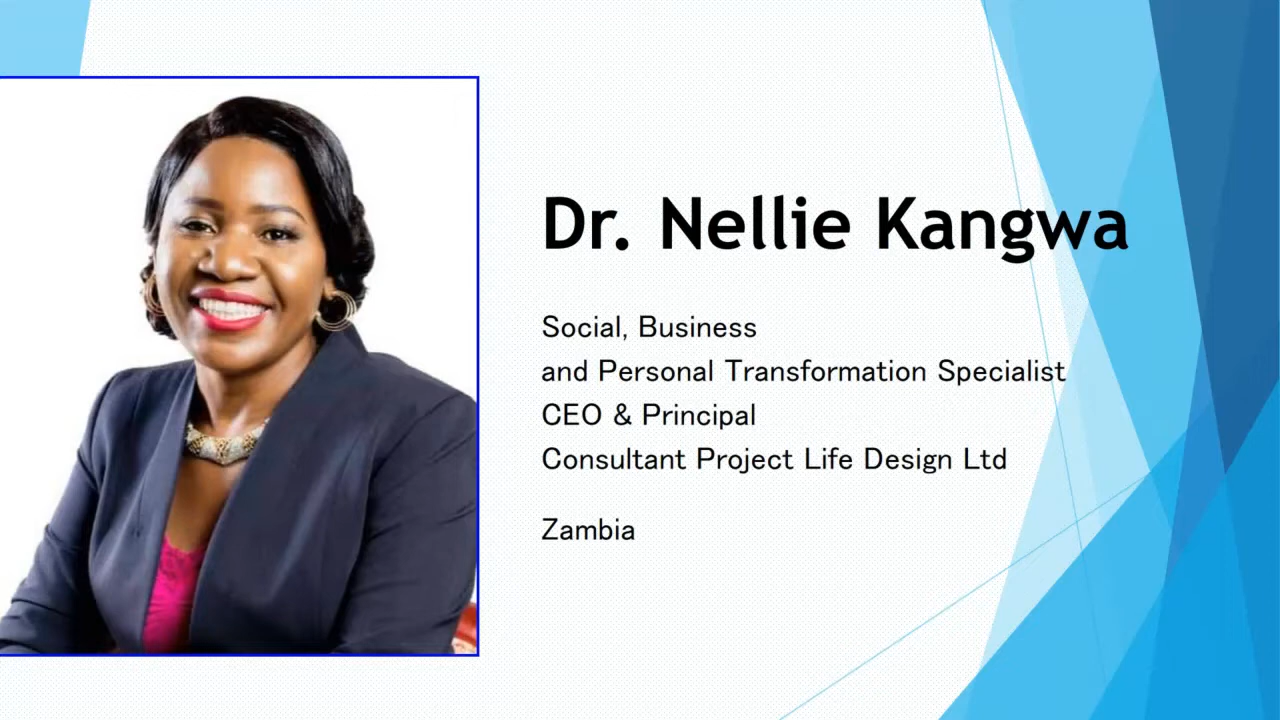 Dr. Nellie Kangwa
Social, Business
and Personal Transformation Specialist
CEO & Principal
Consultant Project Life Design Ltd
Zambia